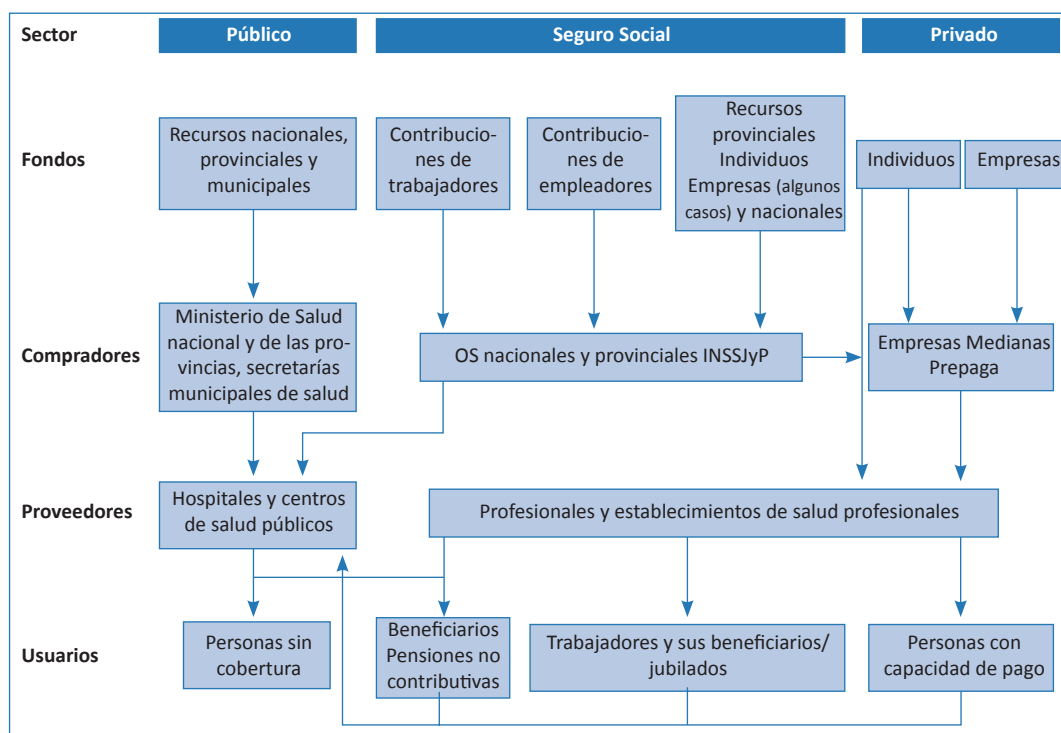 Sector
Público
Seguro Social
Privado
Fondos
Recursos nacionales,
provinciales y
municipales
Contribucio-
nes de
trabajadores
Contribucio-
nes de
empleadores
Recursos
provinciales
Individuos
Empresas (algunos
casos) y nacionales
Individuos
Empresas
Compradores
Ministerio de Salud
nacional y de las pro-
vincias, secretarías
municipales de salud
OS nacionales y provinciales INSSJyP
Empresas Medianas
Prepaga
Proveedores
Hospitales y centros
de salud públicos
Profesionales y establecimientos de salud profesionales
Usuarios
Personas sin
cobertura
Beneficiarios
Pensiones no
contributivas
Trabajadores y sus beneficiarios/
jubilados
Personas con
capacidad de pago